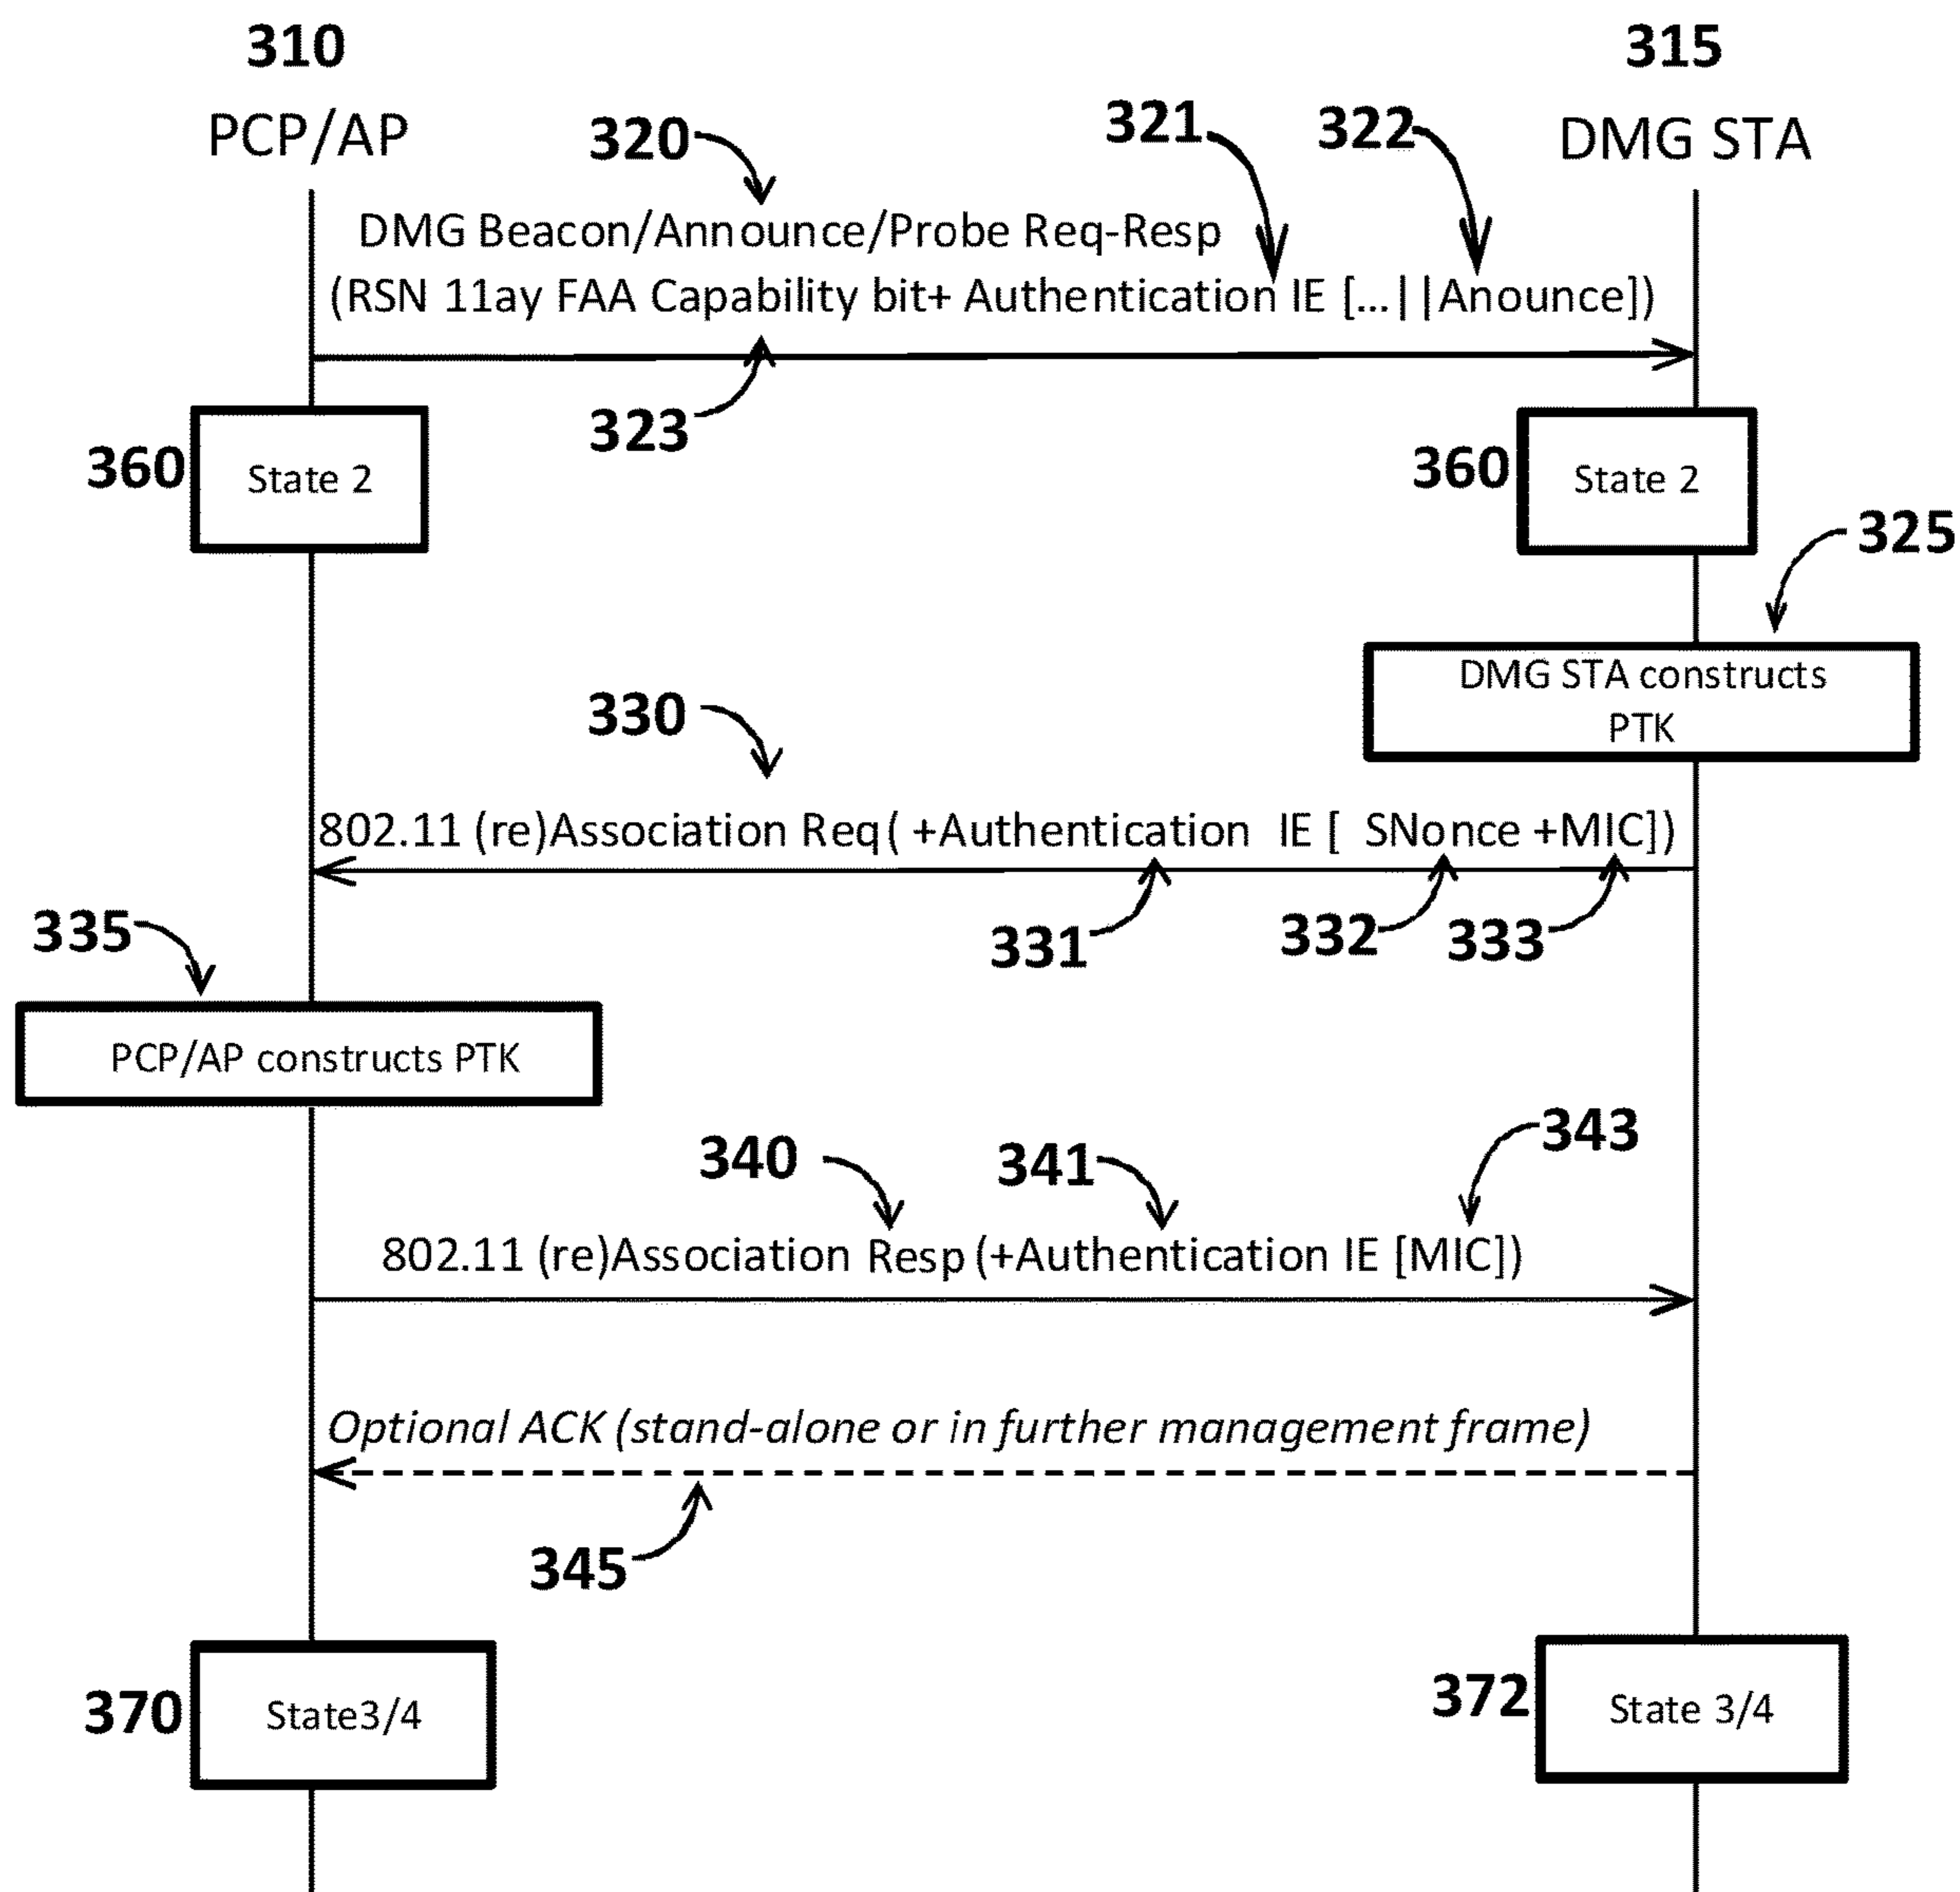 310
315
PCP/AP
DMG STA
320
321
322
DMG Beacon/Announce/Probe Req-Resp
(RSN 11ay FAA Capability bit+ Authentication IE [...||Anounce])
323
360
State 2
360
State 2
325
DMG STA constructs
PTK
330
802.11 (re)Association Req( +Authentication IE [ SNonce +MIC])
331
332
333
335
PCP/AP constructs PTK
340
341
343
802.11 (re)Association Resp (+Authentication IE [MIC])
Optional ACK (stand-alone or in further management frame)
345
370
State3/4
372
State 3/4